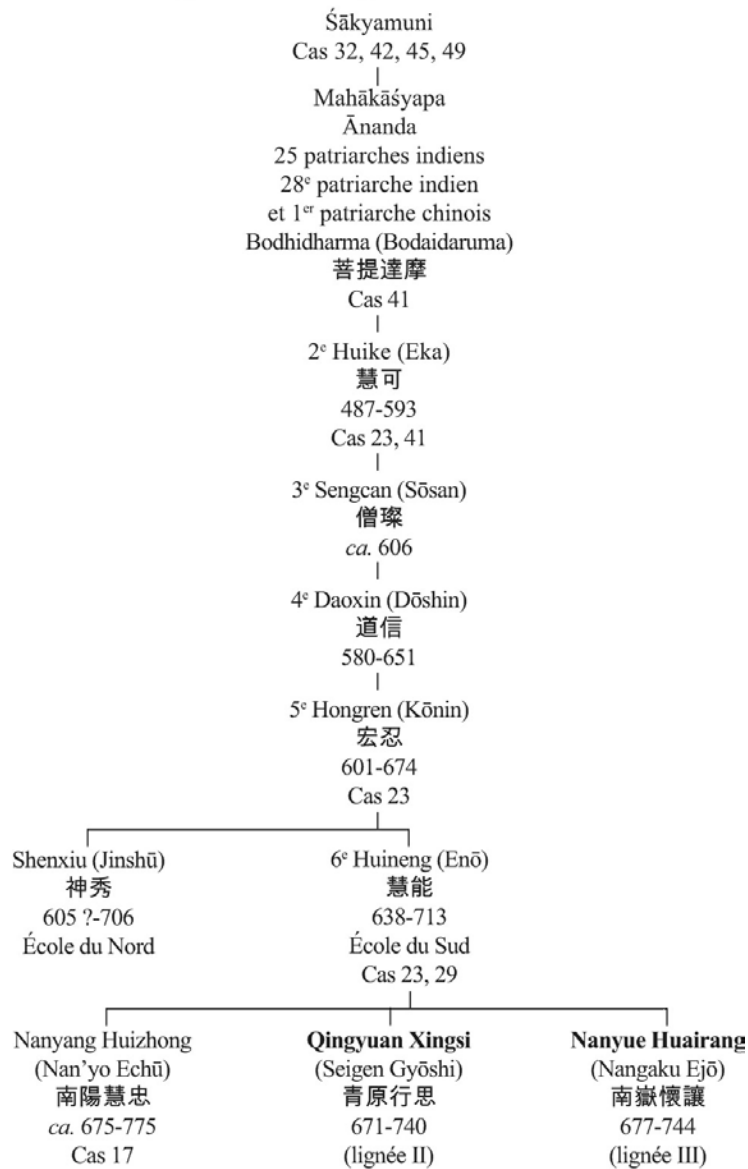 Śākyamuni
Cas 32, 42, 45, 49
Mahākāśyapa
Ānanda
25 patriarches indiens
28e patriarche indien
et 1er patriarche chinois
Bodhidharma (Bodaidaruma)
菩提達摩
Cas 41
2e Huike (Eka)
慧可
487-593
Cas 23, 41
3e Sengcan (Sōsan)
僧璨
ca. 606
4e Daoxin (Dōshin)
道信
580-651
5e Hongren (Kōnin)
宏忍
601-674
Cas 23
Shenxiu (Jinshū)
神秀
605 ?-706
École du Nord
6e Huineng (Enō)
慧能
638-713
École du Sud
Cas 23, 29
Nanyang Huizhong
(Nan’yo Echū)
南陽慧忠
ca. 675-775
Cas 17
Qingyuan Xingsi
(Seigen Gyōshi)
青原行思
671-740
(lignée II)
Nanyue Huairang
(Nangaku Ejō)
南嶽懷讓
677-744
(lignée III)